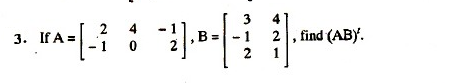 3. If A = [ 2 4 -1 ; -1 0 2 ], B = [ 3 4 ; -1 2 ; 2 1 ], find (AB)'.